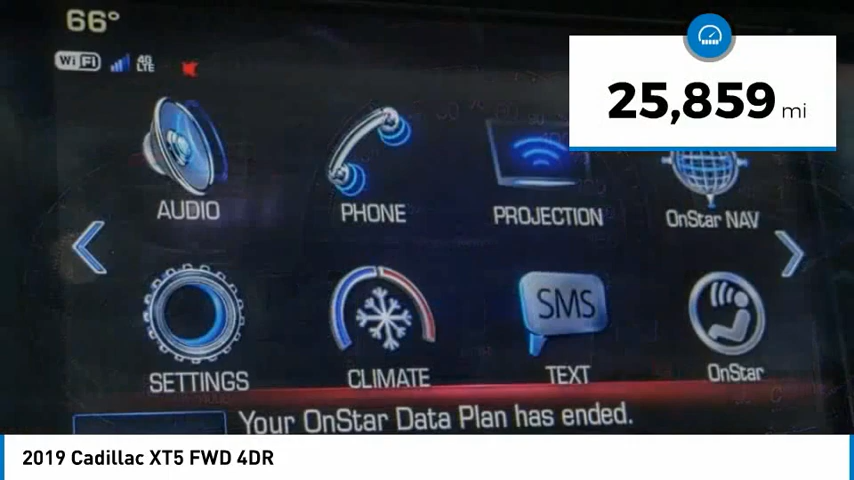 66°
WiFi 4G LTE
25,859 mi
AUDIO PHONE PROJECTION OnStar NAV
SETTINGS CLIMATE TEXT OnStar
SMS
Your OnStar Data Plan has ended.
2019 Cadillac XT5 FWD 4DR